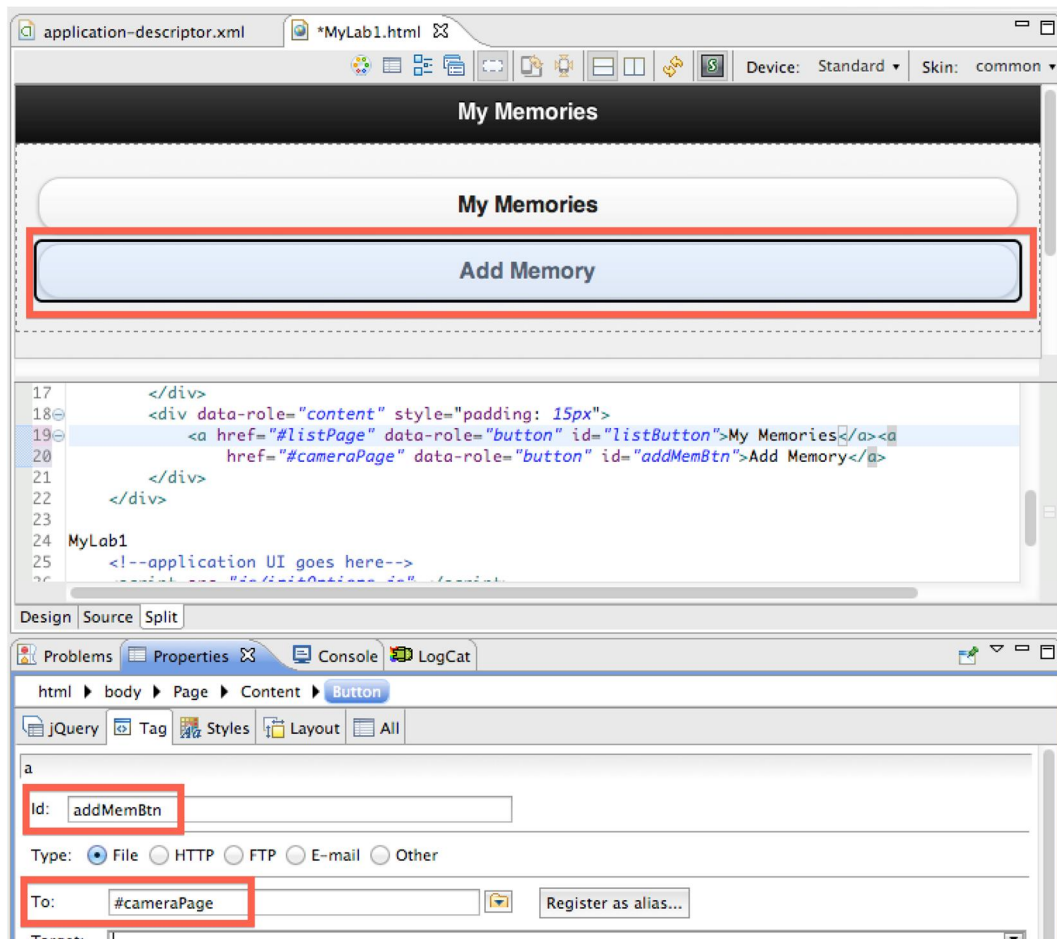 application-descriptor.xml *MyLab1.html
Device: Standard Skin: common
My Memories
My Memories
Add Memory
17 </div>
18 <div data-role="content" style="padding: 15px">
19 <a href="#listPage" data-role="button" id="listButton">My Memories</a><a
20 href="#cameraPage" data-role="button" id="addMemBtn">Add Memory</a>
21 </div>
22 </div>
23
24 MyLab1
25 <!--application UI goes here-->
Design Source Split
Problems Properties Console LogCat
html body Page Content Button
jQuery Tag Styles Layout All
a
Id: addMemBtn
Type: File HTTP FTP E-mail Other
To: #cameraPage Register as alias...
Target: